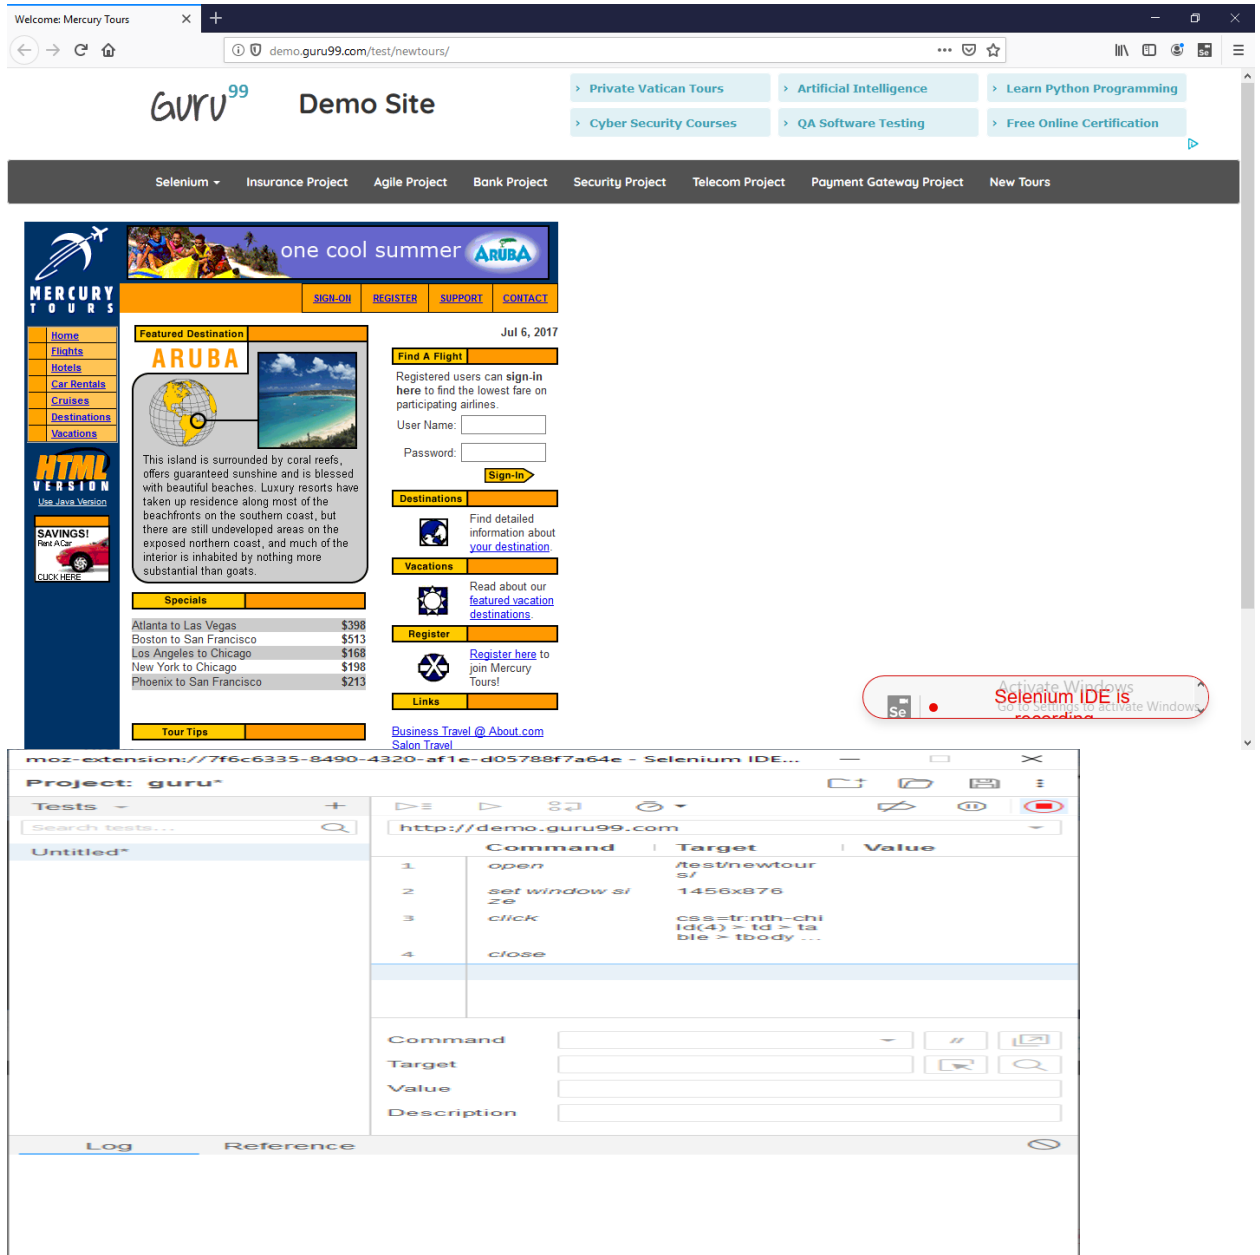 Welcome: Mercury Tours
demo.guru99.com/test/newtours/
Guru99 Demo Site
Private Vatican Tours
Artificial Intelligence
Learn Python Programming
Cyber Security Courses
QA Software Testing
Free Online Certification
Selenium Insurance Project Agile Project Bank Project Security Project Telecom Project Payment Gateway Project New Tours
MERCURY
TOURS
one cool summer ARUBA
SIGN-ON REGISTER SUPPORT CONTACT
Home
Flights
Hotels
Car Rentals
Cruises
Destinations
Vacations
HTML
VERSION
Use Java Version
SAVINGS!
Rent A Car
CLICK HERE
Featured Destination
ARUBA
This island is surrounded by coral reefs,
offers guaranteed sunshine and is blessed
with beautiful beaches. Luxury resorts have
taken up residence along most of the
beachfronts on the southern coast, but
there are still undeveloped areas on the
exposed northern coast, and much of the
interior is inhabited by nothing more
substantial than goats.
Specials
Atlanta to Las Vegas $398
Boston to San Francisco $513
Los Angeles to Chicago $168
New York to Chicago $198
Phoenix to San Francisco $213
Tour Tips
Jul 6, 2017
Find A Flight
Registered users can sign-in
here to find the lowest fare on
participating airlines.
User Name:
Password:
Sign-In
Destinations
Find detailed
information about
your destination.
Vacations
Read about our
featured vacation
destinations.
Register
Register here to
join Mercury
Tours!
Links
Business Travel @ About.com
Salon Travel
Activate Windows
Go to Settings to activate Windows.
Se
Selenium IDE is
recording
moz-extension://7f6c6335-8490-4320-af1e-d05788f7a64e - Selenium IDE...
Project: guru*
Tests
Search tests...
Untitled*
http://demo.guru99.com
Command Target Value
1 open /test/newtour
s/
2 set window si
ze 1456x876
3 click css=tr:nth-chi
ld(4) > td > ta
ble > tbody ...
4 close
Command
//
Target
Value
Description
Log Reference